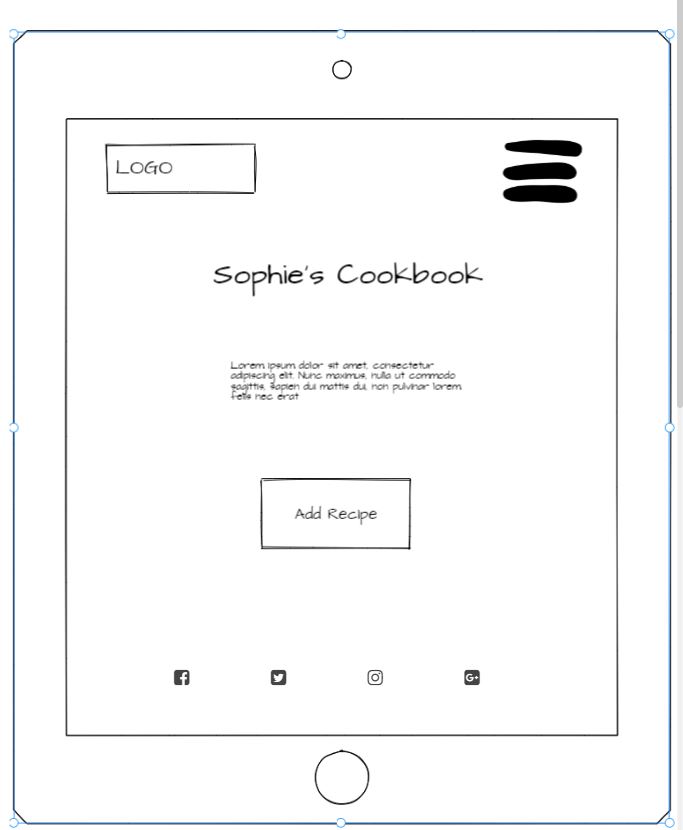 LOGO
Sophie's Cookbook
Lorem ipsum dolor sit amet, consectetur
adipiscing elit. Nunc maximus, nulla ut commodo
sagittis, sapien dui mattis dui, non pulvinar lorem
felis nec erat
Add Recipe